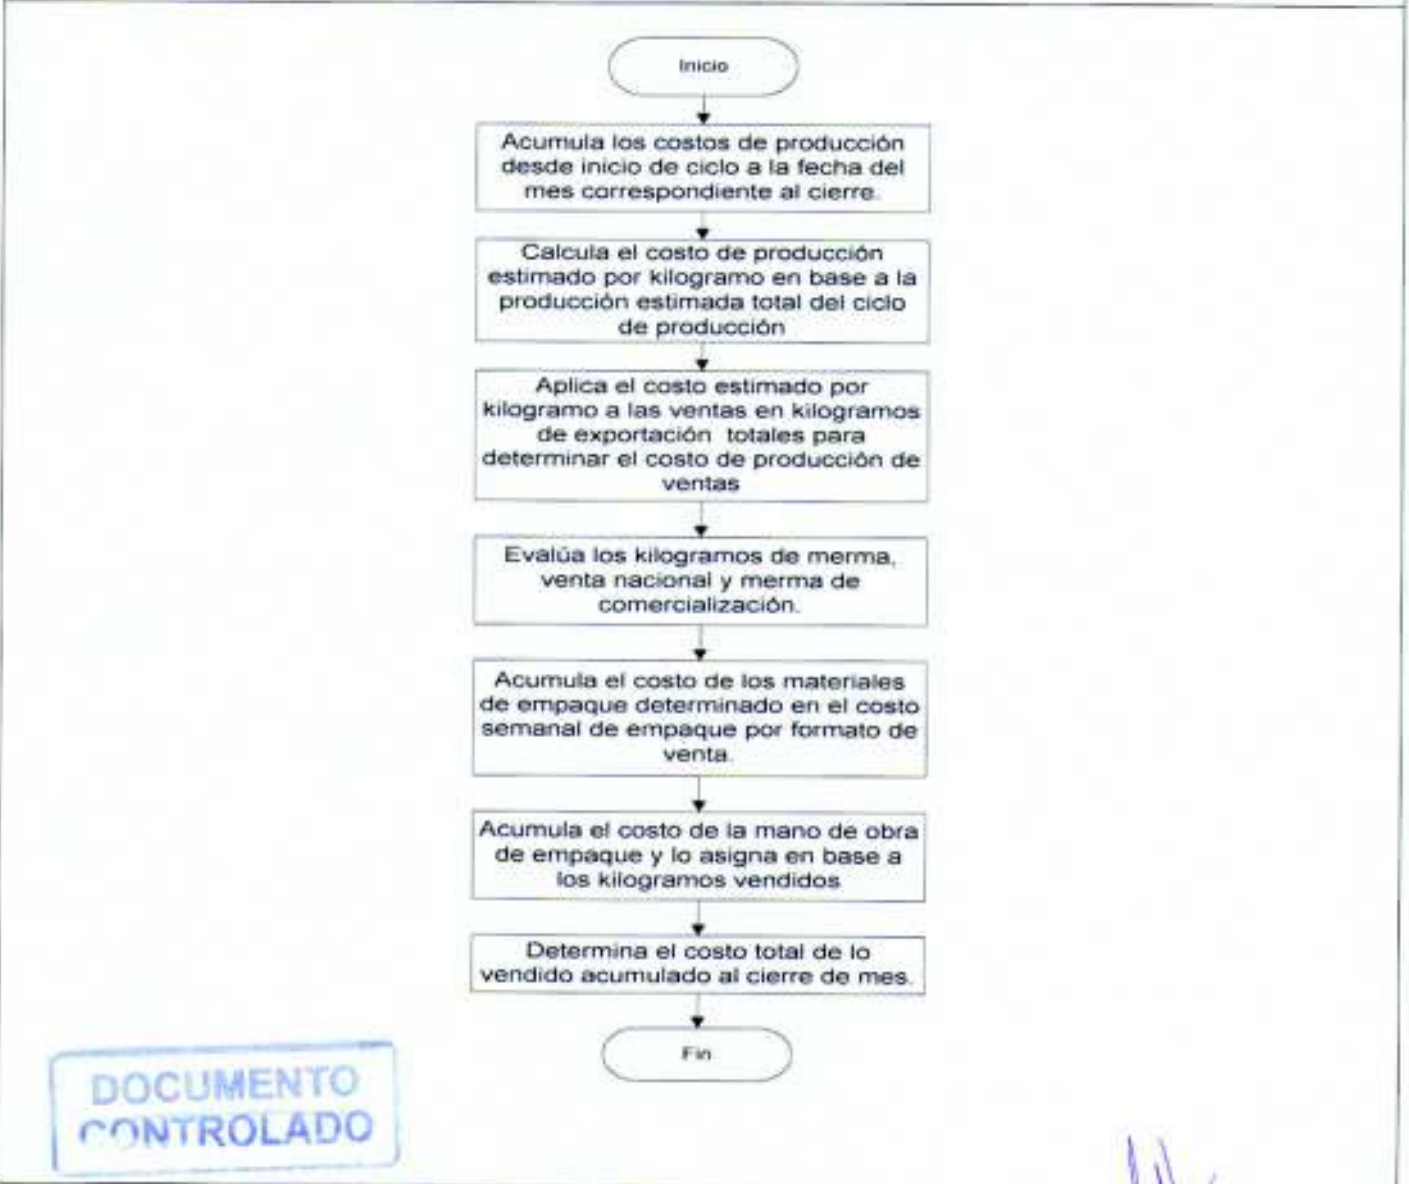 Inicio
Acumula los costos de producción
desde inicio de ciclo a la fecha del
mes correspondiente al cierre.
Calcula el costo de producción
estimado por kilogramo en base a la
producción estimada total del ciclo
de producción
Aplica el costo estimado por
kilogramo a las ventas en kilogramos
de exportación totales para
determinar el costo de producción de
ventas
Evalúa los kilogramos de merma,
venta nacional y merma de
comercialización.
Acumula el costo de los materiales
de empaque determinado en el costo
semanal de empaque por formato de
venta.
Acumula el costo de la mano de obra
de empaque y lo asigna en base a
los kilogramos vendidos
Determina el costo total de lo
vendido acumulado al cierre de mes.
Fin
DOCUMENTO
CONTROLADO